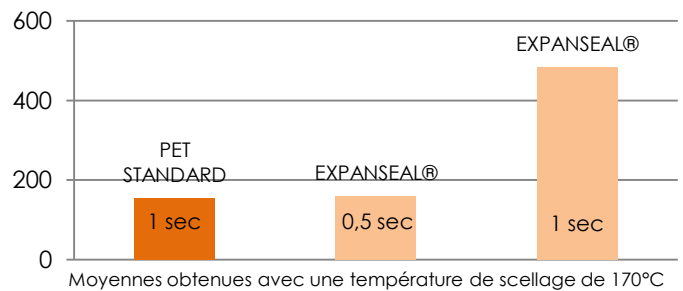 600
EXPANSEAL®
400
PET
STANDARD
EXPANSEAL®
200
1 sec
0,5 sec
1 sec
0
Moyennes obtenues avec une température de scellage de 170°C